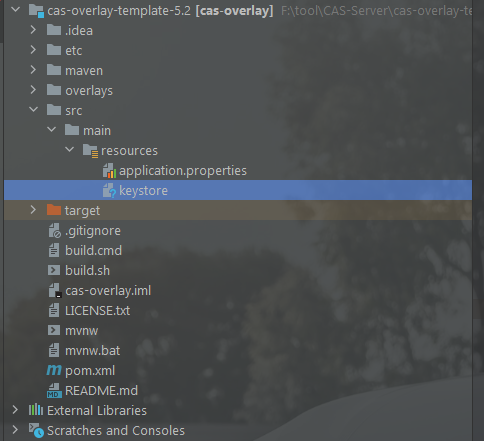 cas-overlay-template-5.2 [cas-overlay] F:\tool\CAS-Server\cas-overlay-te
.idea
etc
maven
overlays
src
main
resources
application.properties
keystore
target
.gitignore
build.cmd
build.sh
cas-overlay.iml
LICENSE.txt
mvnw
mvnw.bat
pom.xml
README.md
External Libraries
Scratches and Consoles